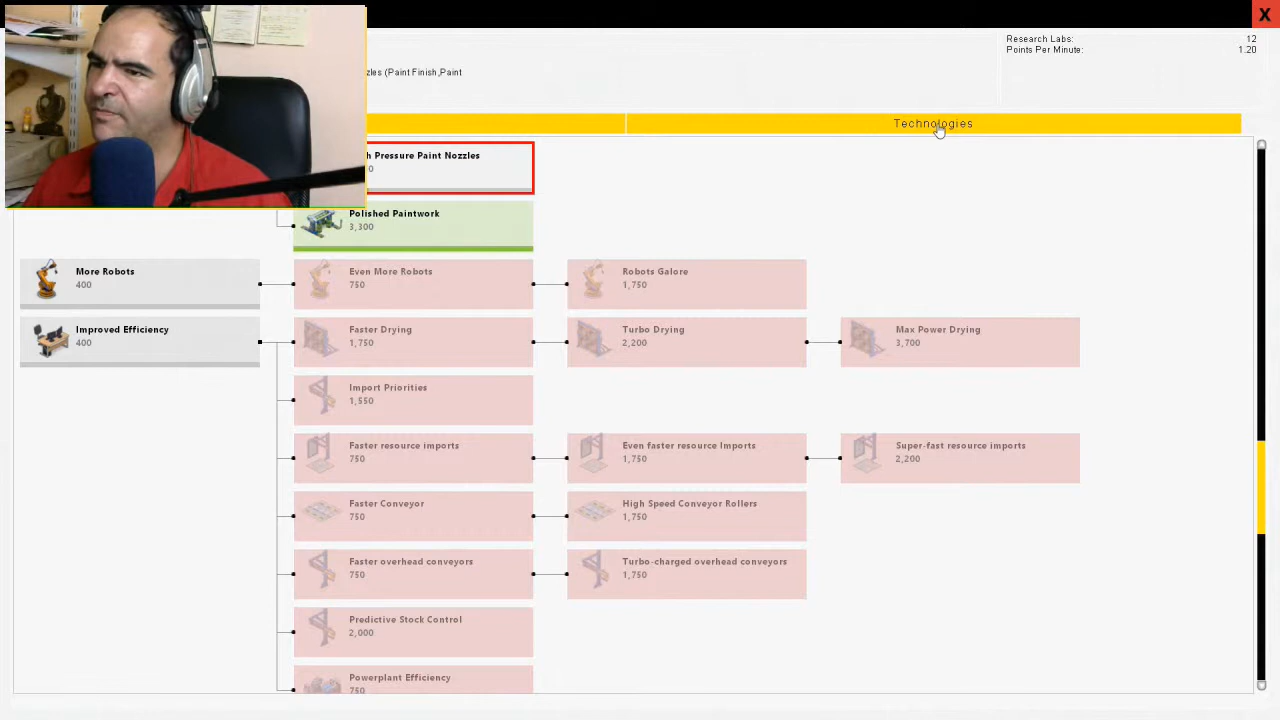 X
Research Labs: 12
Points Per Minute: 1.20
zles (Paint Finish,Paint
Technologies
h Pressure Paint Nozzles
0
Polished Paintwork
3,300
More Robots
400
Even More Robots
750
Robots Galore
1,750
Improved Efficiency
400
Faster Drying
1,750
Turbo Drying
2,200
Max Power Drying
3,700
Import Priorities
1,550
Faster resource imports
750
Even faster resource Imports
1,750
Super-fast resource imports
2,200
Faster Conveyor
750
High Speed Conveyor Rollers
1,750
Faster overhead conveyors
750
Turbo-charged overhead conveyors
1,750
Predictive Stock Control
2,000
Powerplant Efficiency
750